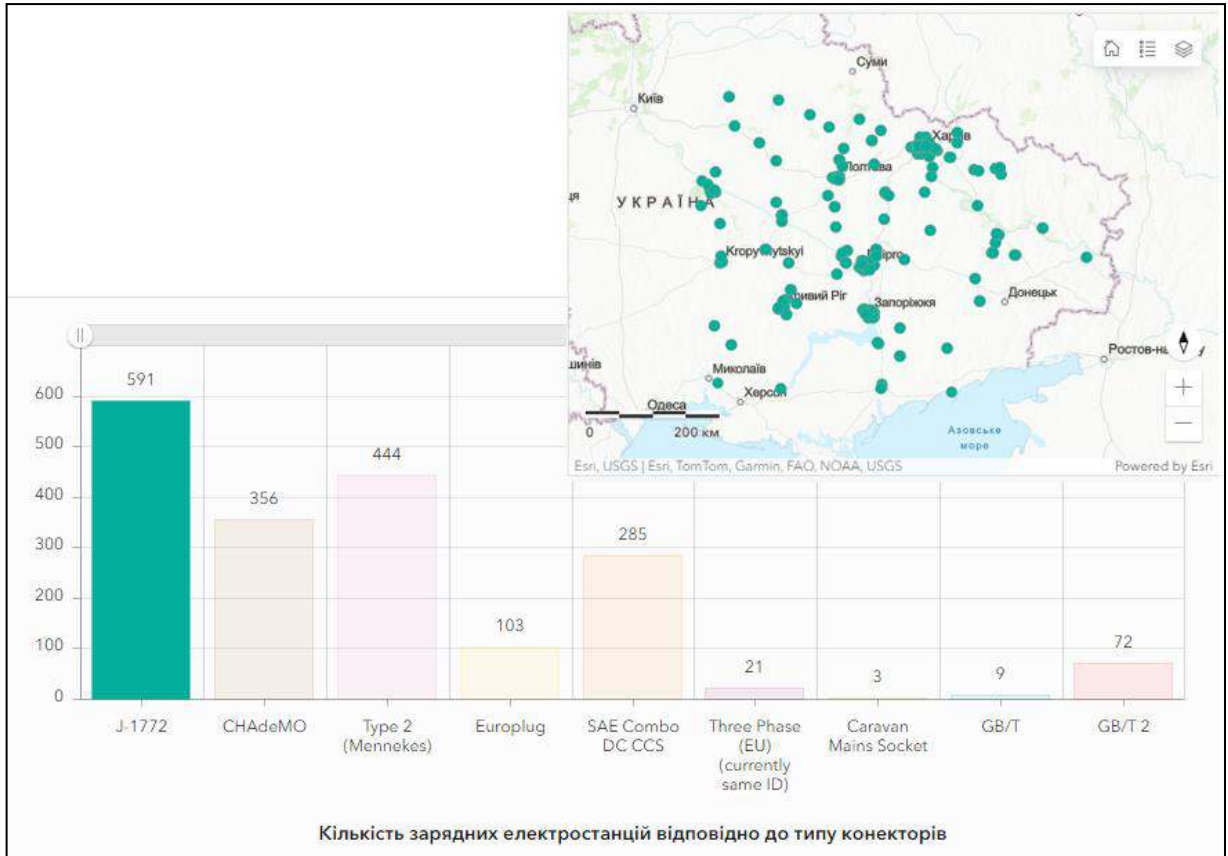 Суми
Київ
Харків
Полтава
ця
УКРАЇНА
Kropyvnytskyi
Дніпро
Кривий Ріг
Запоріжжя
Донецьк
Ростов-на
шинів
Миколаїв
Херсон
Одеса
0 200 км
Азовське
море
Esri, USGS | Esri, TomTom, Garmin, FAO, NOAA, USGS
Powered by Esri
600
500
400
300
200
100
0
591
356
444
103
285
21
3
9
72
J-1772
CHAdeMO
Type 2
(Mennekes)
Europlug
SAE Combo
DC CCS
Three Phase
(EU)
(currently
same ID)
Caravan
Mains Socket
GB/T
GB/T 2
Кількість зарядних електростанцій відповідно до типу конекторів